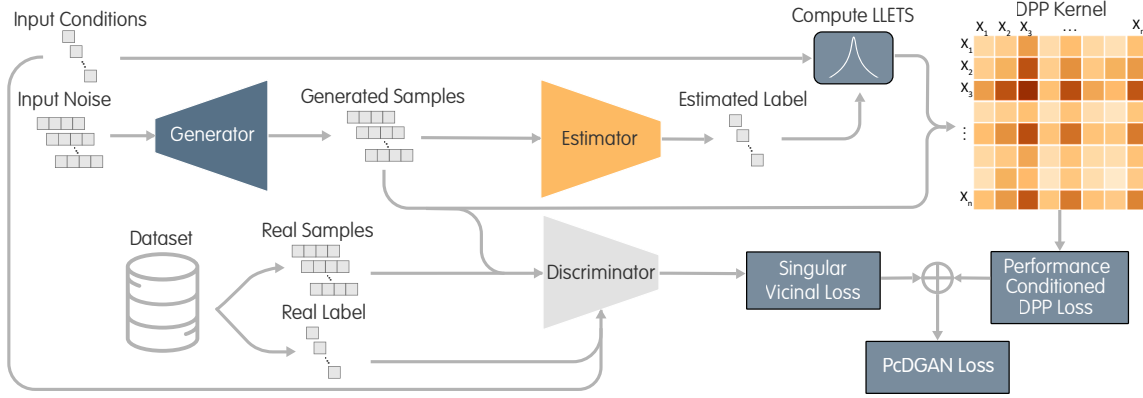 Input Conditions
Compute LLETS
DPP Kernel
X1 X2 X3 ... Xn
X1
X2
X3
⋮
Xn
Input Noise
Generator
Generated Samples
Estimator
Estimated Label
Dataset
Real Samples
Real Label
Discriminator
Singular
Vicinal Loss
Performance
Conditioned
DPP Loss
PcDGAN Loss